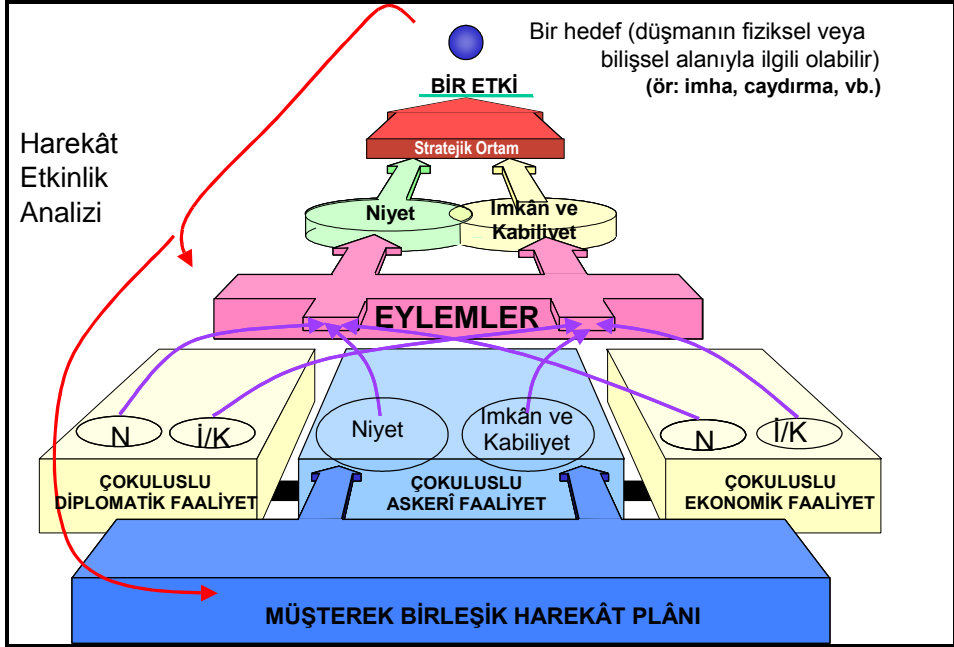 Bir hedef (düşmanın fiziksel veya
bilişsel alanıyla ilgili olabilir)
(ör: imha, caydırma, vb.)
BİR ETKİ
Harekât
Etkinlik
Analizi
Stratejik Ortam
Niyet
Imkân ve
Kabiliyet
EYLEMLER
N
İ/K
Niyet
Imkân ve
Kabiliyet
N
İ/K
ÇOKULUSLU
DİPLOMATİK FAALİYET
ÇOKULUSLU
ASKERÎ FAALİYET
ÇOKULUSLU
EKONOMİK FAALİYET
MÜŞTEREK BİRLEŞİK HAREKÂT PLÂNI